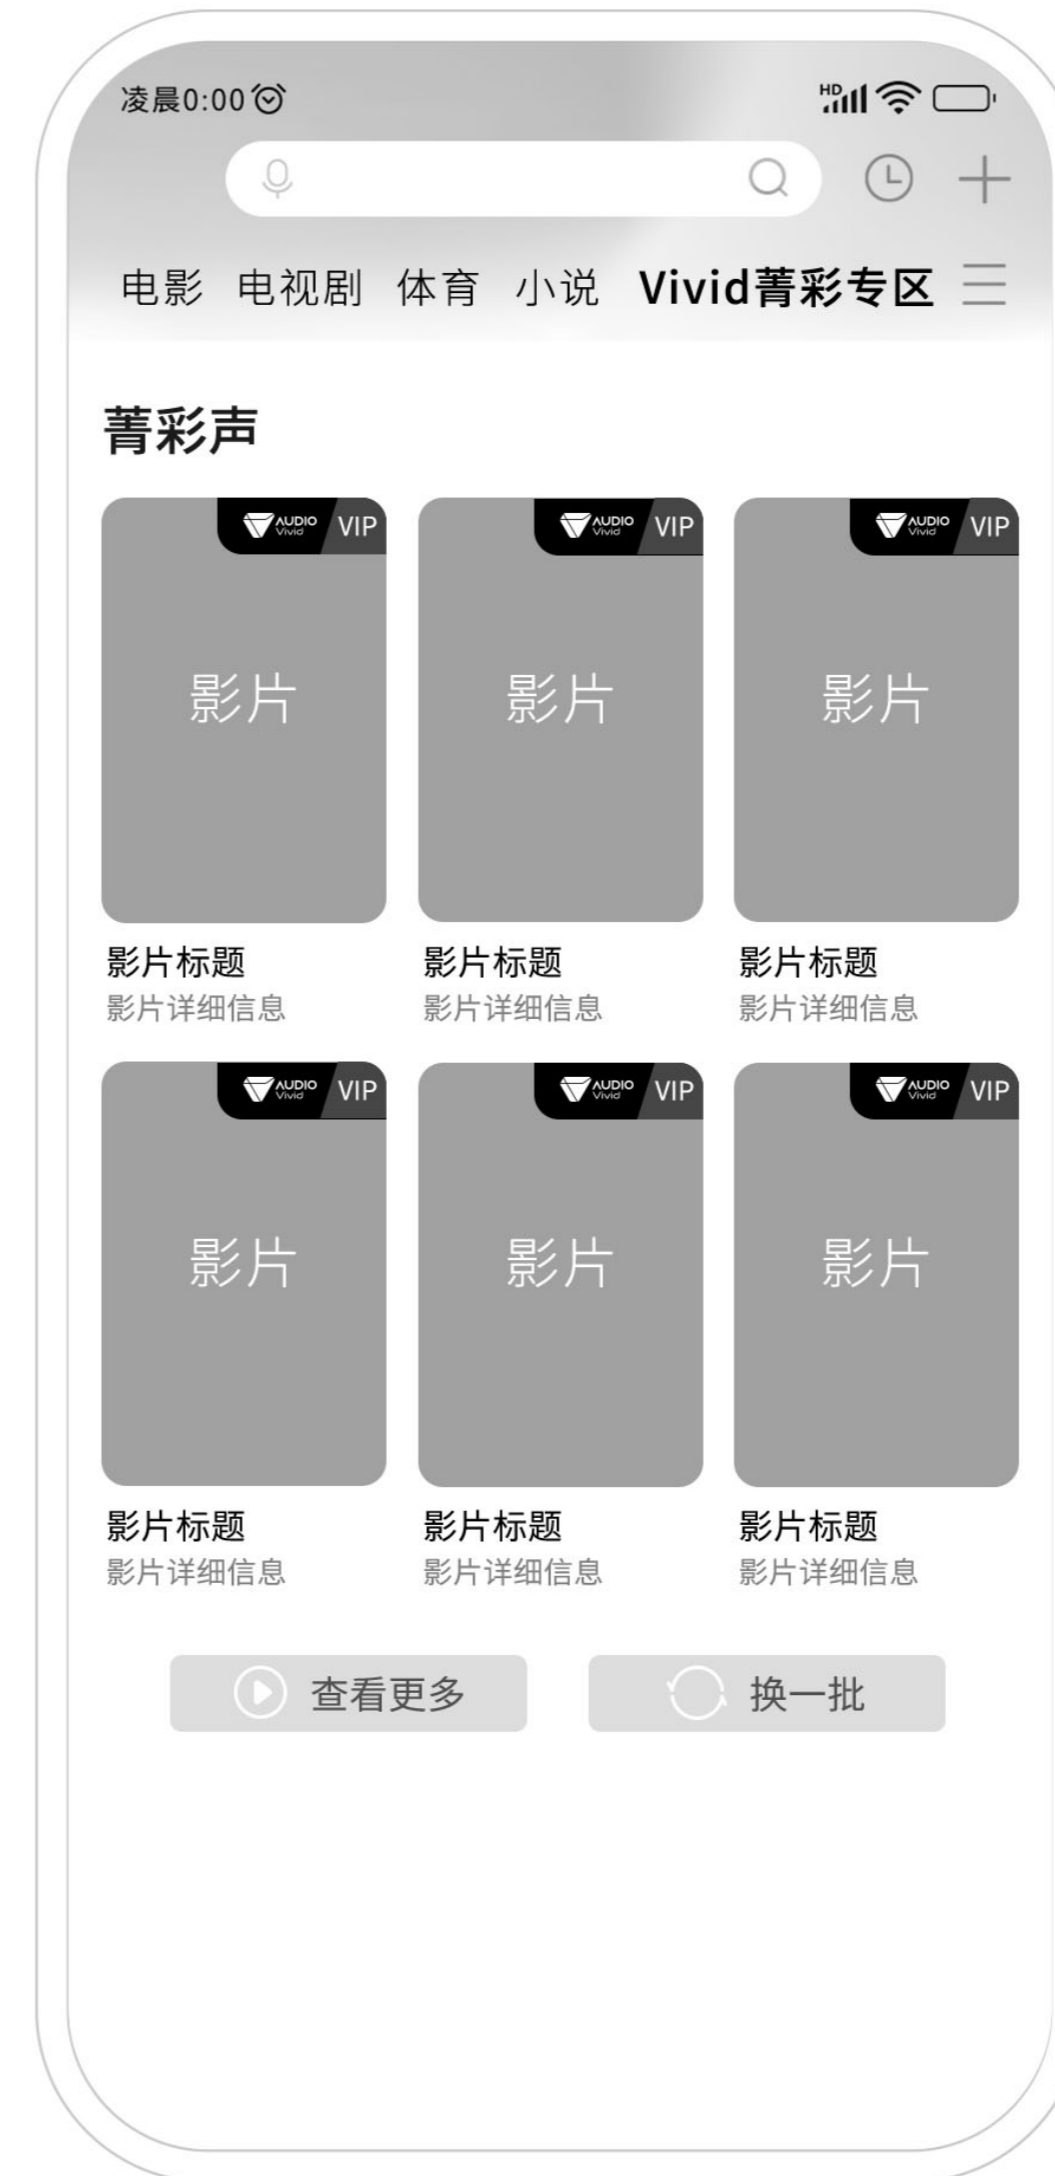 凌晨0:00 HD
电影 电视剧 体育 小说 Vivid菁彩专区
菁彩声
AUDIO Vivid VIP AUDIO Vivid VIP AUDIO Vivid VIP
影片 影片 影片
影片标题 影片标题 影片标题
影片详细信息 影片详细信息 影片详细信息
AUDIO Vivid VIP AUDIO Vivid VIP AUDIO Vivid VIP
影片 影片 影片
影片标题 影片标题 影片标题
影片详细信息 影片详细信息 影片详细信息
查看更多 换一批